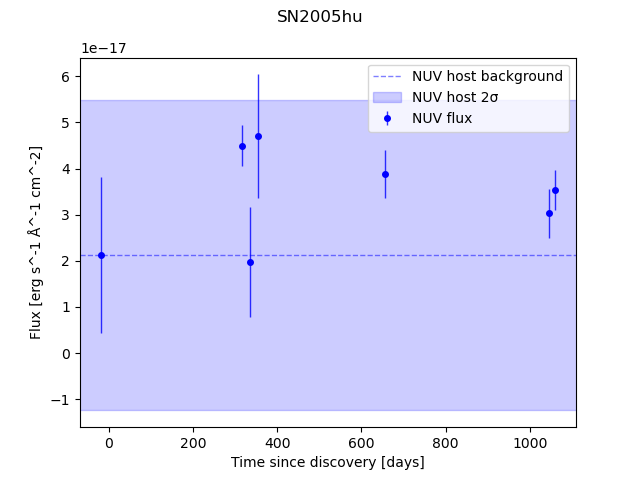 SN2005hu
1e−17
NUV host background
NUV host 2σ
NUV flux
6
5
4
3
2
1
0
−1
Flux [erg s^-1 Å^-1 cm^-2]
0 200 400 600 800 1000
Time since discovery [days]